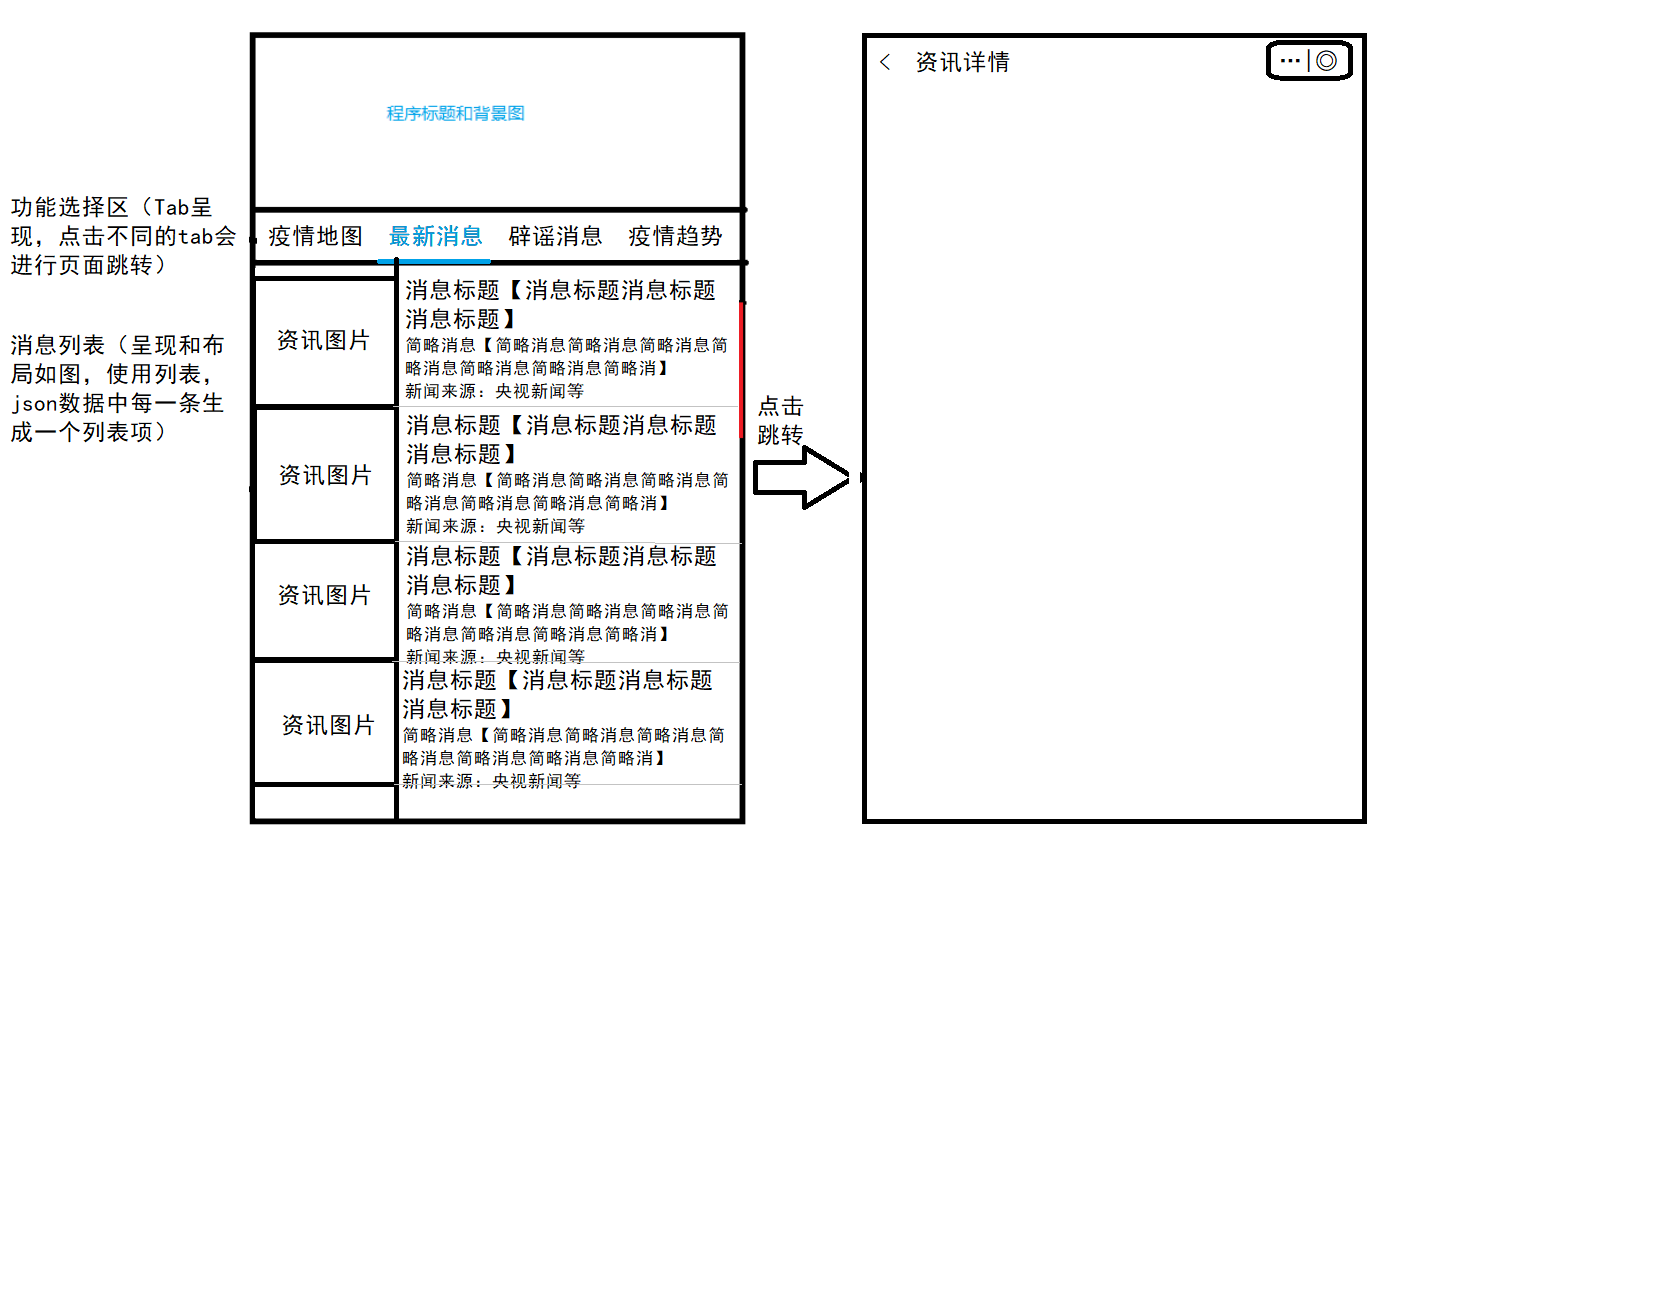 程序标题和背景图
功能选择区（Tab呈
现，点击不同的tab会
进行页面跳转）
疫情地图 最新消息 辟谣消息 疫情趋势
消息列表（呈现和布
局如图，使用列表，
json数据中每一条生
成一个列表项）
资讯图片
消息标题【消息标题消息标题
消息标题】
简略消息【简略消息简略消息简略消息简
略消息简略消息简略消息简略消】
新闻来源：央视新闻等
资讯图片
消息标题【消息标题消息标题
消息标题】
简略消息【简略消息简略消息简略消息简
略消息简略消息简略消息简略消】
新闻来源：央视新闻等
资讯图片
消息标题【消息标题消息标题
消息标题】
简略消息【简略消息简略消息简略消息简
略消息简略消息简略消息简略消】
新闻来源：央视新闻等
资讯图片
消息标题【消息标题消息标题
消息标题】
简略消息【简略消息简略消息简略消息简
略消息简略消息简略消息简略消】
新闻来源：央视新闻等
点击
跳转
< 资讯详情 …|◎